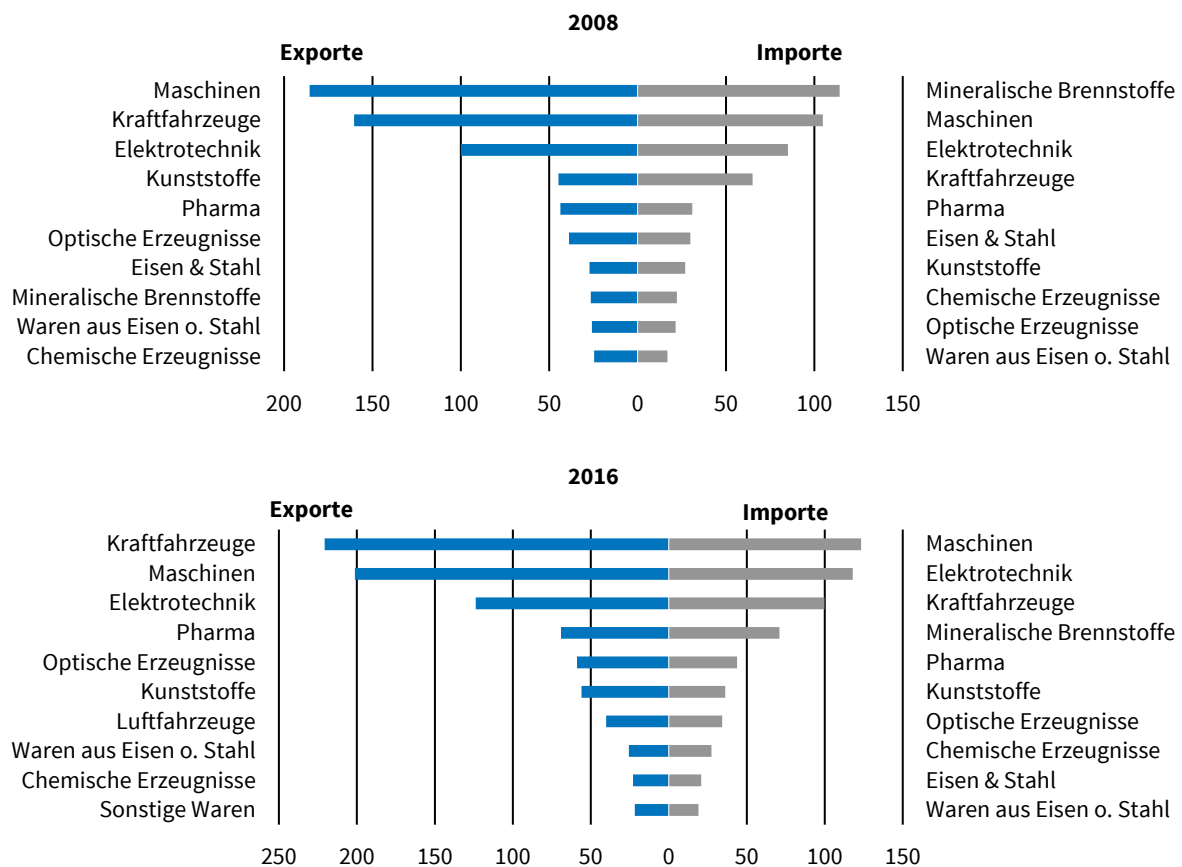 2008
Exporte Importe
Maschinen Mineralische Brennstoffe
Kraftfahrzeuge Maschinen
Elektrotechnik Elektrotechnik
Kunststoffe Kraftfahrzeuge
Pharma Pharma
Optische Erzeugnisse Eisen & Stahl
Eisen & Stahl Kunststoffe
Mineralische Brennstoffe Chemische Erzeugnisse
Waren aus Eisen o. Stahl Optische Erzeugnisse
Chemische Erzeugnisse Waren aus Eisen o. Stahl
200 150 100 50 0 50 100 150
2016
Exporte Importe
Kraftfahrzeuge Maschinen
Maschinen Elektrotechnik
Elektrotechnik Kraftfahrzeuge
Pharma Mineralische Brennstoffe
Optische Erzeugnisse Pharma
Kunststoffe Kunststoffe
Luftfahrzeuge Optische Erzeugnisse
Waren aus Eisen o. Stahl Chemische Erzeugnisse
Chemische Erzeugnisse Eisen & Stahl
Sonstige Waren Waren aus Eisen o. Stahl
250 200 150 100 50 0 50 100 150